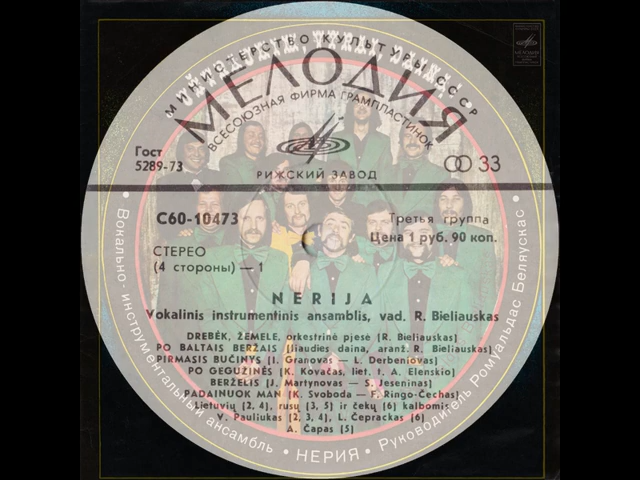 МИНИСТЕРСТВО КУЛЬТУРЫ СССР
МЕЛОДИЯ
ВСЕСОЮЗНАЯ ФИРМА ГРАМПЛАСТИНОК
Гост
5289-73
33
РИЖСКИЙ ЗАВОД
С60-10473
Третья группа
Цена 1 руб. 90 коп.
СТЕРЕО
(4 стороны) — 1
NERIJA
Vokalinis instrumentinis ansamblis, vad. R. Bieliauskas
DREBĖK, ŽEMELE, orkestrinė pjesė (R. Bieliauskas)
PO BALTAIS BERŽAIS (liaudies daina, aranž. R. Bieliauskas)
PIRMASIS BUČINYS (I. Granovas — L. Derbeniovas)
PO GEGUŽINĖS (K. Kovačas, liet. t. A. Elenskio)
BERŽELIS (J. Martynovas — S. Jeseninas)
PADAINUOK MAN (K. Svoboda — F. Ringo-Čechas)
Lietuvių (2, 4), rusų (3, 5) ir čekų (6) kalbomis
V. Pauliukas (2, 3, 4), L. Čeprackas (6)
A. Čapas (5)
• Вокально-инструментальный ансамбль • НЕРИЯ • Руководитель Ромуальдас Беляускас •